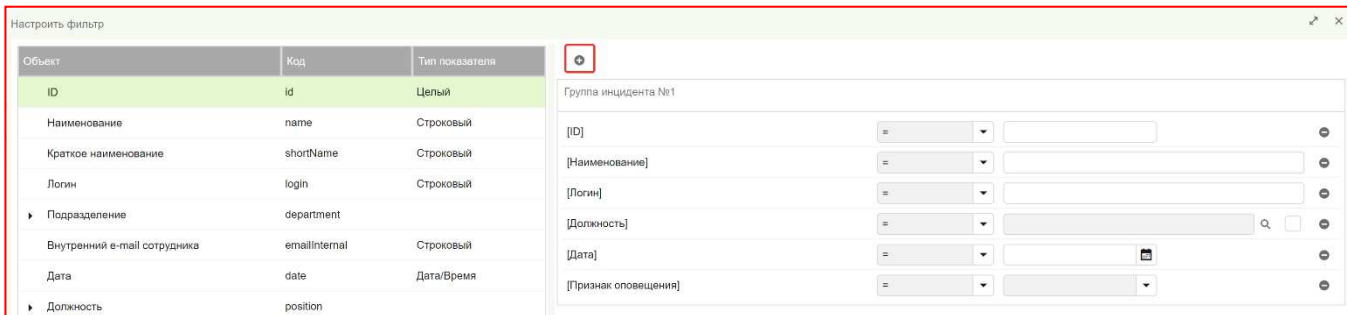 Настроить фильтр
Объект Код Тип показателя
ID id Целый
Наименование name Строковый
Краткое наименование shortName Строковый
Логин login Строковый
Подразделение department
Внутренний e-mail сотрудника emailInternal Строковый
Дата date Дата/Время
Должность position
Группа инцидента №1
[ID] =
[Наименование] =
[Логин] =
[Должность] =
[Дата] =
[Признак оповещения] =